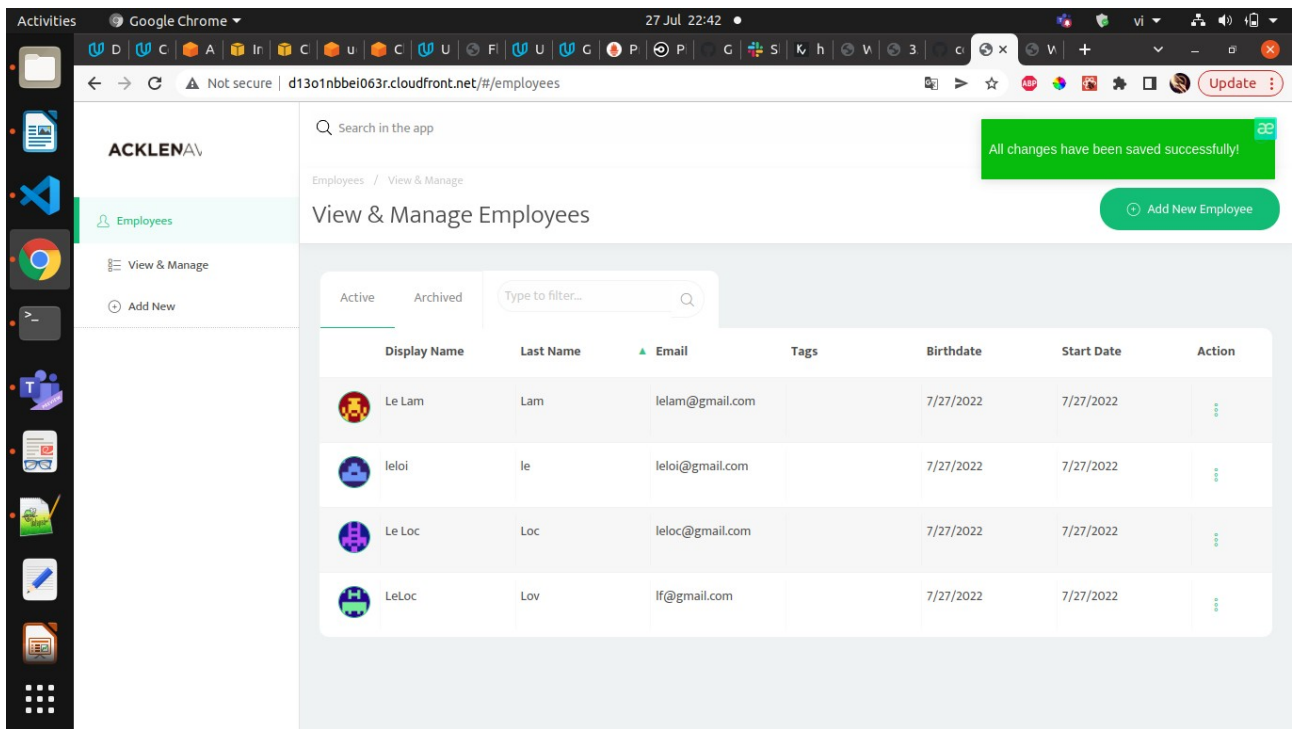 Activities Google Chrome 27 Jul 22:42 vi
D C A In C u C U Fl U G P P G S h W 3 c W
Not secure d13o1nbbei063r.cloudfront.net/#/employees ABP Update
ACKLENAV
Search in the app
æ
All changes have been saved successfully!
Employees / View & Manage
View & Manage Employees
Add New Employee
Employees
View & Manage
Add New
Active Archived Type to filter...
Display Name Last Name Email Tags Birthdate Start Date Action
Le Lam Lam lelam@gmail.com 7/27/2022 7/27/2022
leloi le leloi@gmail.com 7/27/2022 7/27/2022
Le Loc Loc leloc@gmail.com 7/27/2022 7/27/2022
LeLoc Lov lf@gmail.com 7/27/2022 7/27/2022